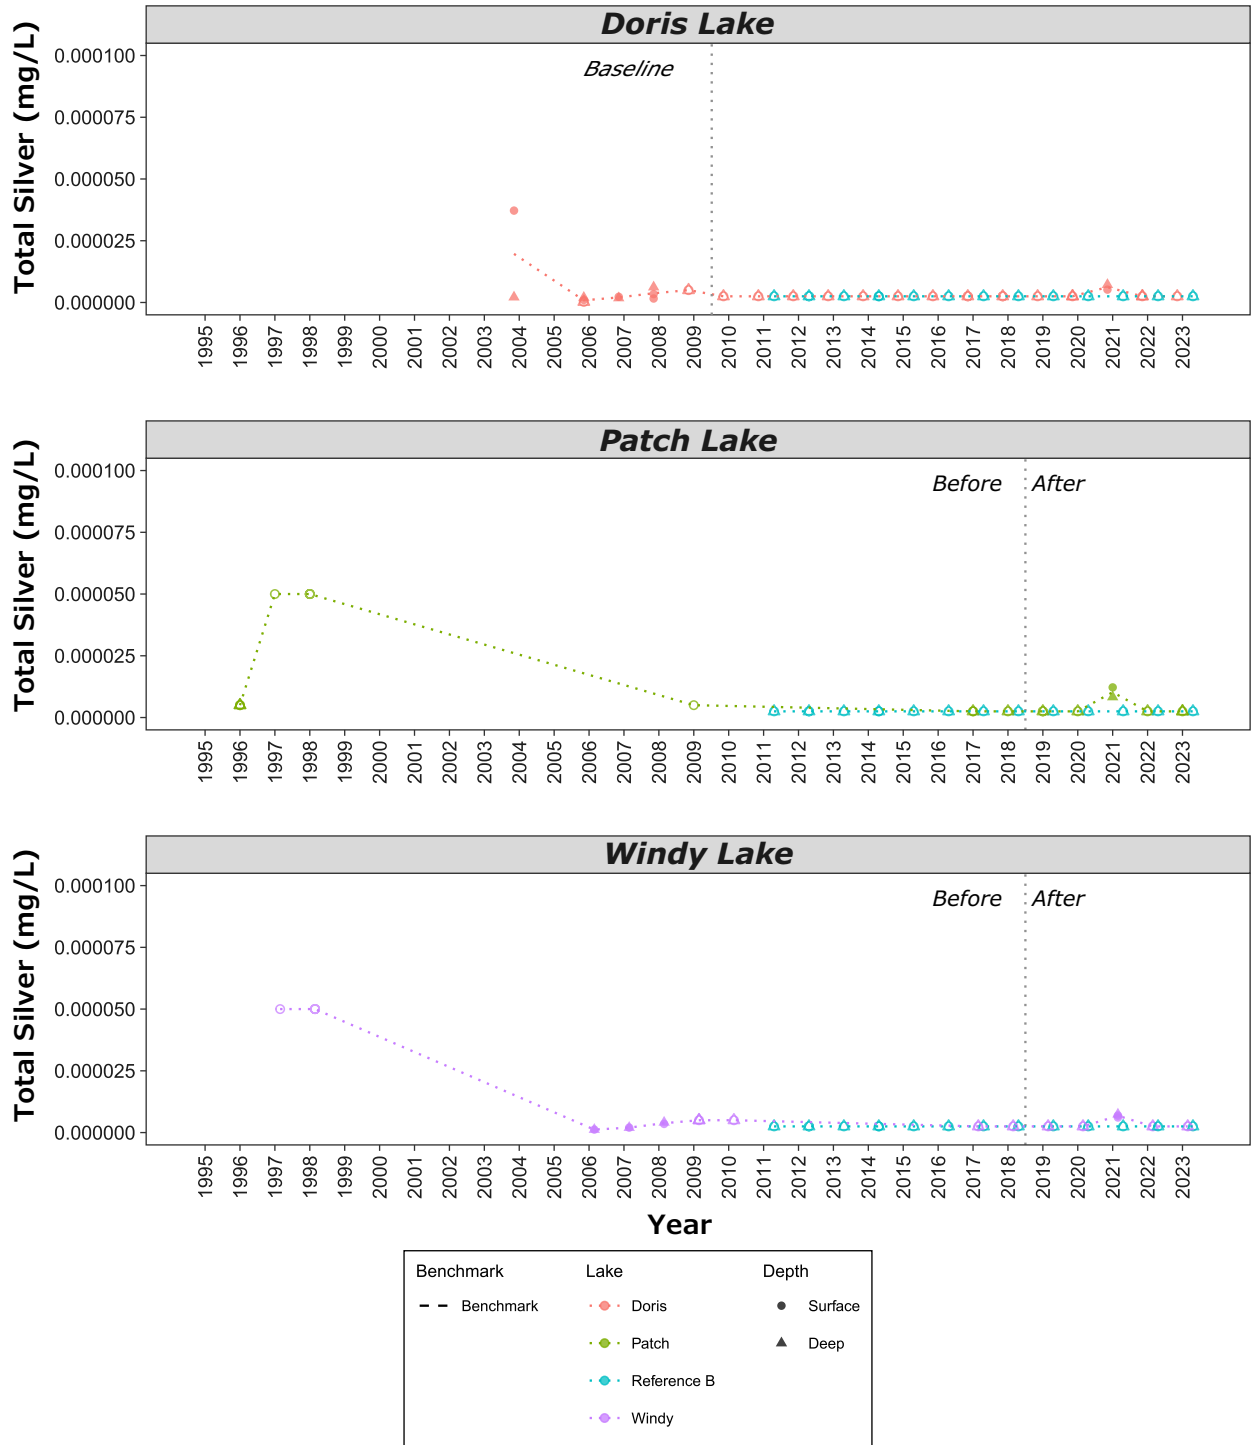 Doris Lake
Total Silver (mg/L)
0.000100
0.000075
0.000050
0.000025
0.000000
Baseline
1995 1996 1997 1998 1999 2000 2001 2002 2003 2004 2005 2006 2007 2008 2009 2010 2011 2012 2013 2014 2015 2016 2017 2018 2019 2020 2021 2022 2023
Patch Lake
Total Silver (mg/L)
0.000100
0.000075
0.000050
0.000025
0.000000
Before After
1995 1996 1997 1998 1999 2000 2001 2002 2003 2004 2005 2006 2007 2008 2009 2010 2011 2012 2013 2014 2015 2016 2017 2018 2019 2020 2021 2022 2023
Windy Lake
Total Silver (mg/L)
0.000100
0.000075
0.000050
0.000025
0.000000
Before After
1995 1996 1997 1998 1999 2000 2001 2002 2003 2004 2005 2006 2007 2008 2009 2010 2011 2012 2013 2014 2015 2016 2017 2018 2019 2020 2021 2022 2023
Year
Benchmark
Benchmark
Lake
Doris
Patch
Reference B
Windy
Depth
Surface
Deep